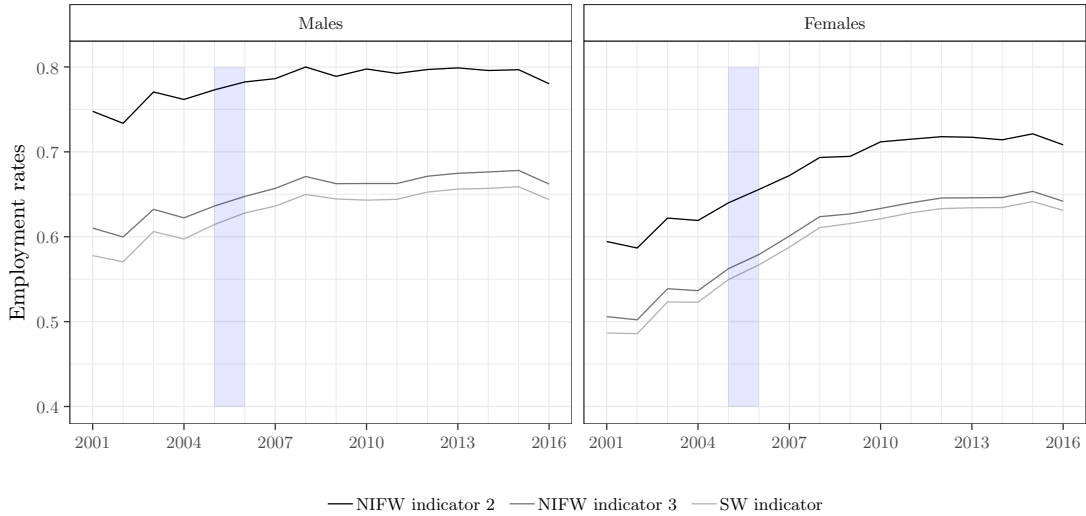 Males Females
Employment rates
0.8
0.7
0.6
0.5
0.4
2001 2004 2007 2010 2013 2016 2001 2004 2007 2010 2013 2016
NIFW indicator 2 NIFW indicator 3 SW indicator